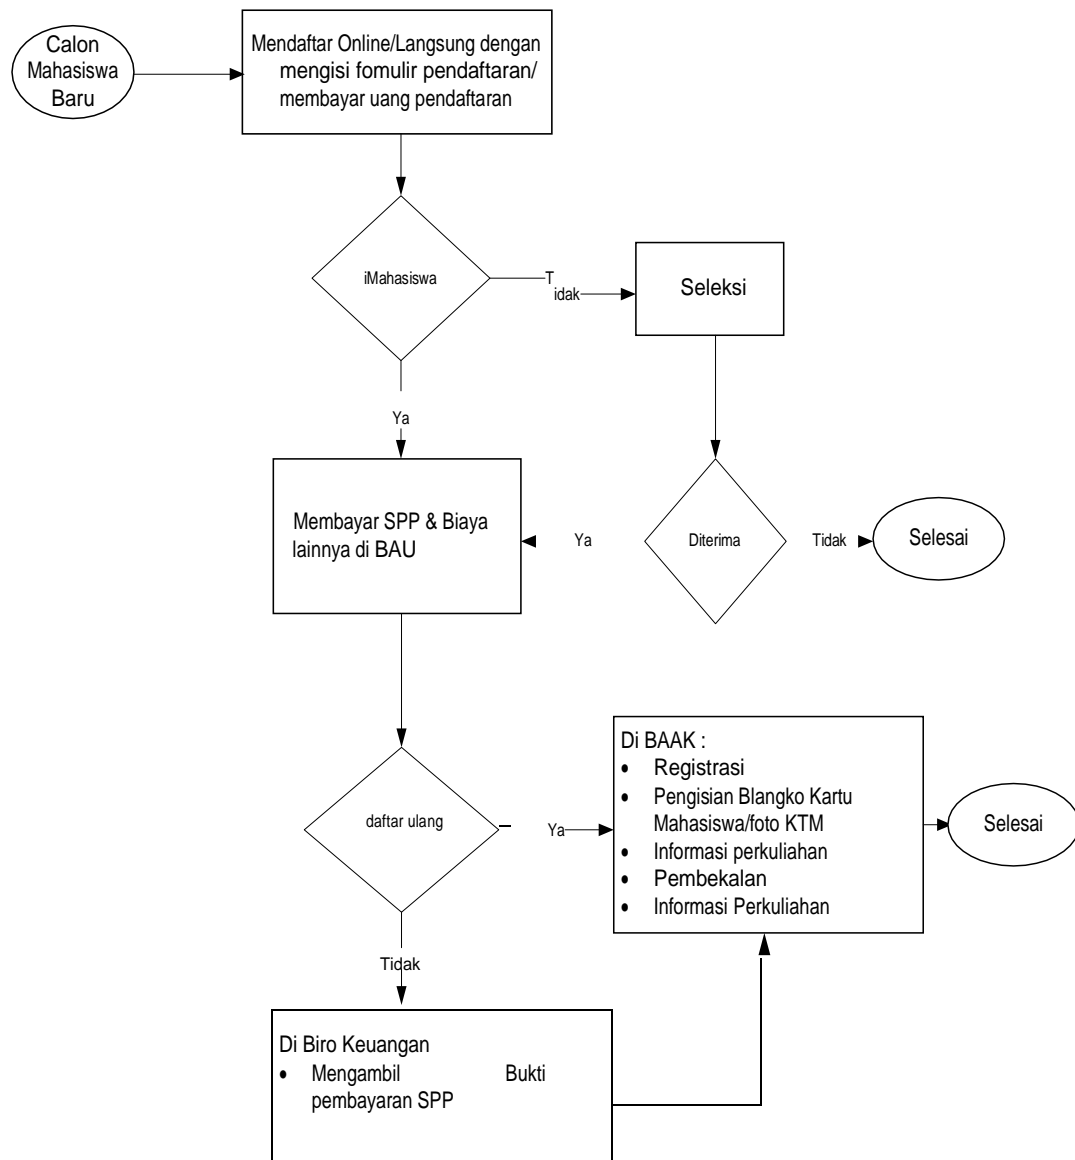 Calon
Mahasiswa
Baru
Mendaftar Online/Langsung dengan
mengisi fomulir pendaftaran/
membayar uang pendaftaran
iMahasiswa
T
idak
Seleksi
Ya
Membayar SPP & Biaya
lainnya di BAU
Ya
Diterima
Tidak
Selesai
daftar ulang
Ya
Di BAAK :
• Registrasi
• Pengisian Blangko Kartu
Mahasiswa/foto KTM
• Informasi perkuliahan
• Pembekalan
• Informasi Perkuliahan
Selesai
Tidak
Di Biro Keuangan
• Mengambil Bukti
pembayaran SPP